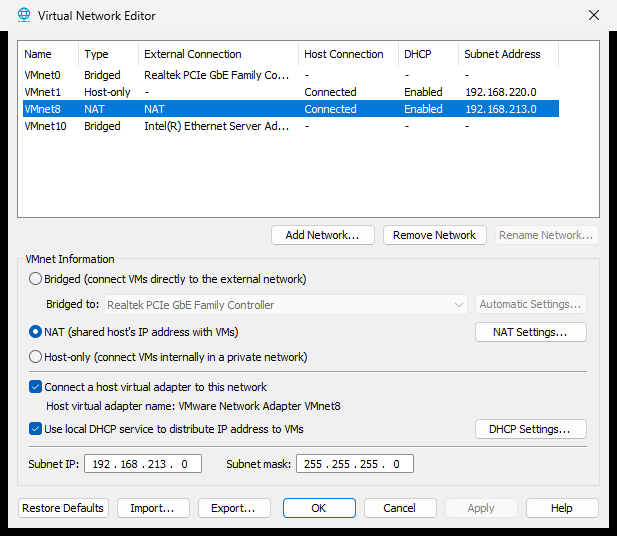 Virtual Network Editor
Name Type External Connection Host Connection DHCP Subnet Address
VMnet0 Bridged Realtek PCIe GbE Family Co... - - -
VMnet1 Host-only - Connected Enabled 192.168.220.0
VMnet8 NAT NAT Connected Enabled 192.168.213.0
VMnet10 Bridged Intel(R) Ethernet Server Ad... - - -
Add Network... Remove Network Rename Network...
VMnet Information
Bridged (connect VMs directly to the external network)
Bridged to: Realtek PCIe GbE Family Controller Automatic Settings...
NAT (shared host's IP address with VMs) NAT Settings...
Host-only (connect VMs internally in a private network)
Connect a host virtual adapter to this network
Host virtual adapter name: VMware Network Adapter VMnet8
Use local DHCP service to distribute IP address to VMs DHCP Settings...
Subnet IP: 192 . 168 . 213 . 0 Subnet mask: 255 . 255 . 255 . 0
Restore Defaults Import... Export... OK Cancel Apply Help